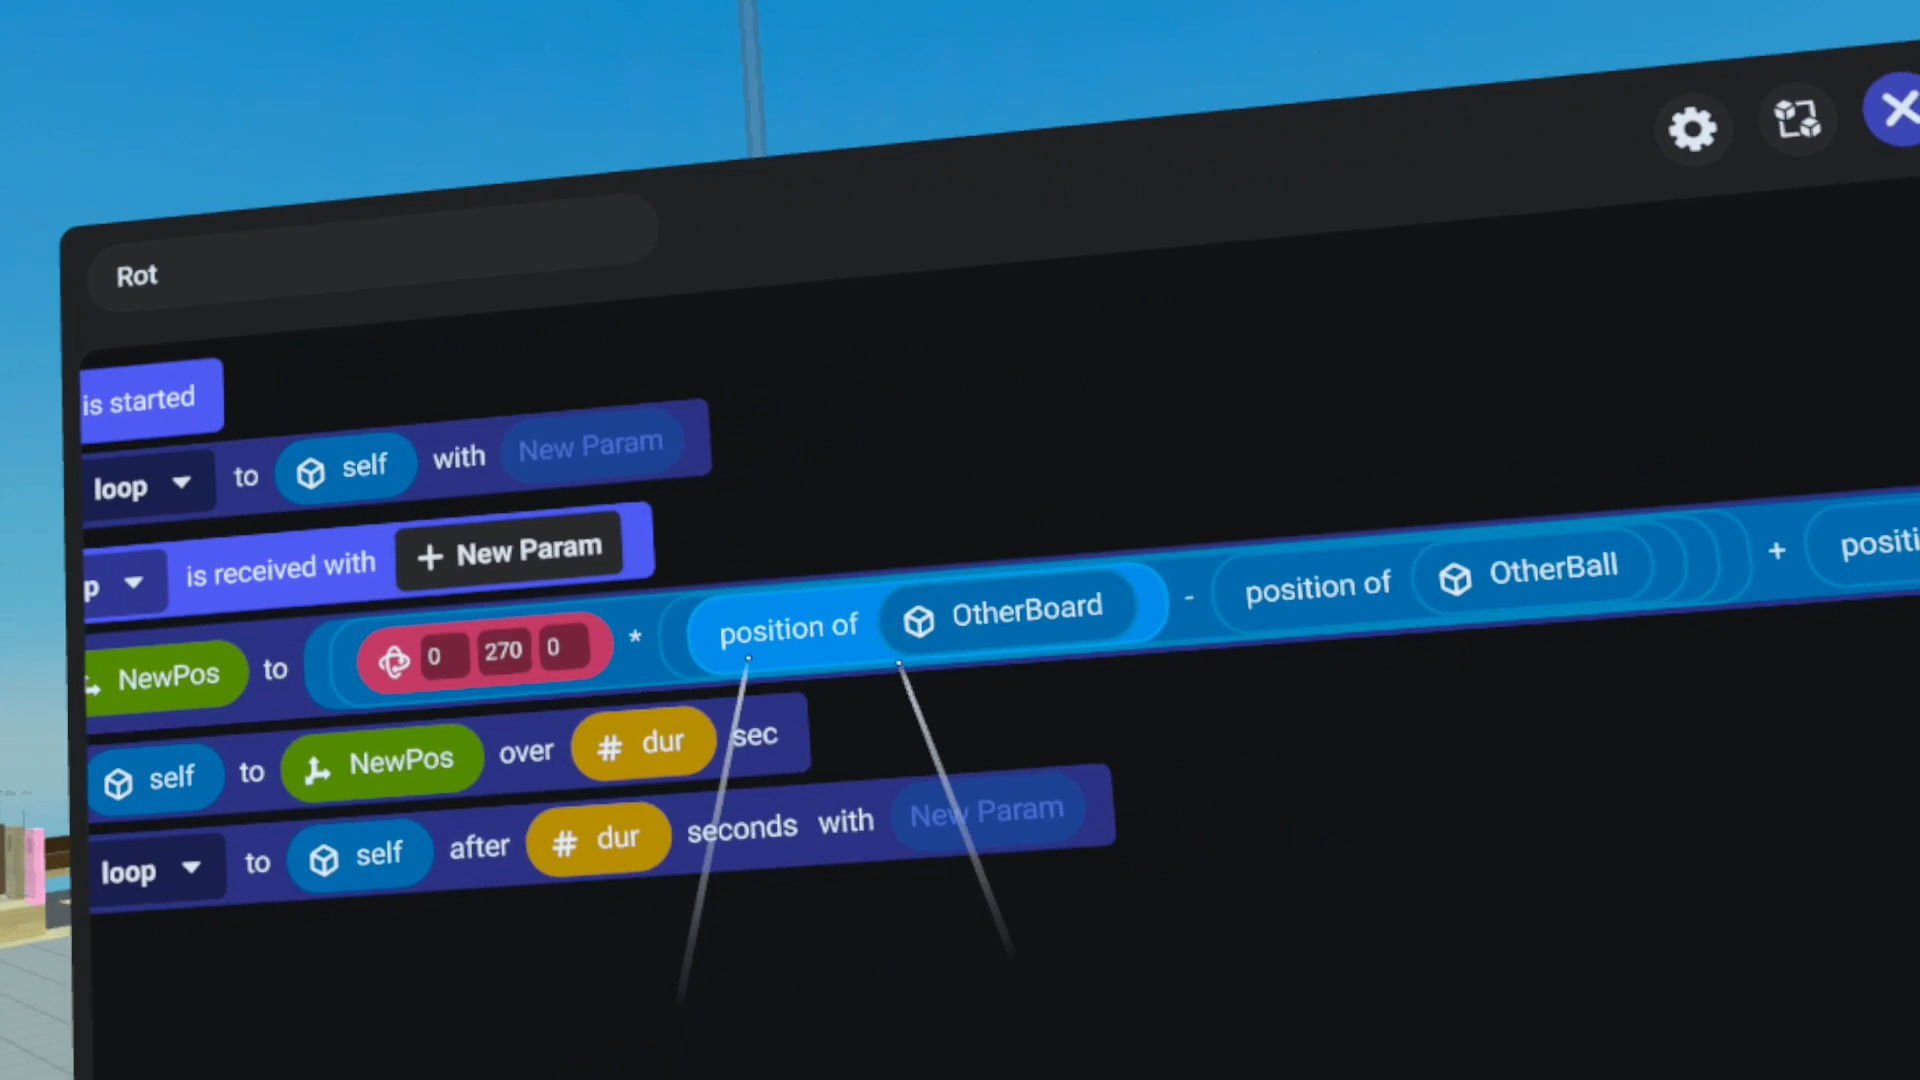 Rot
is started
loop to self with New Param
p is received with + New Param
NewPos to 0 270 0 * position of OtherBoard - position of OtherBall + positi
self to NewPos over # dur sec
loop to self after # dur seconds with New Param